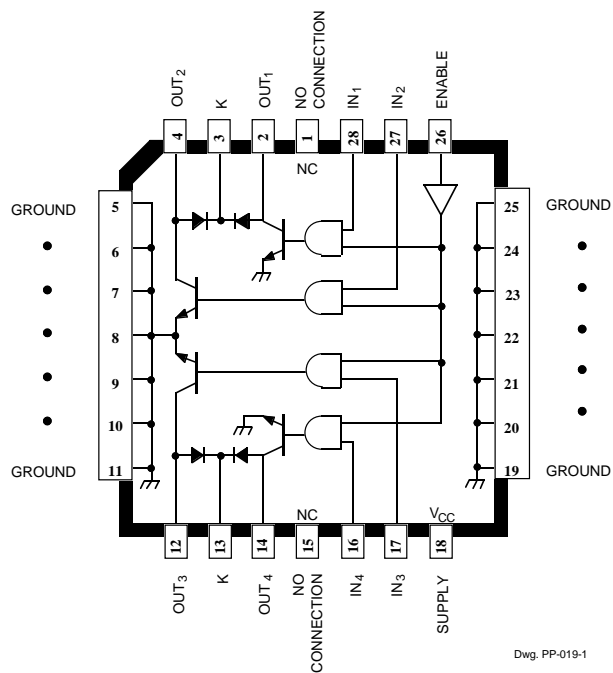 OUT2
K
OUT1
NO
CONNECTION
IN1
IN2
ENABLE
4
3
2
1
28
27
26
NC
GROUND
5
25
GROUND
6
24
7
23
8
22
9
21
10
20
GROUND
11
19
GROUND
NC
VCC
12
13
14
15
16
17
18
OUT3
K
OUT4
NO
CONNECTION
IN4
IN3
SUPPLY
Dwg. PP-019-1